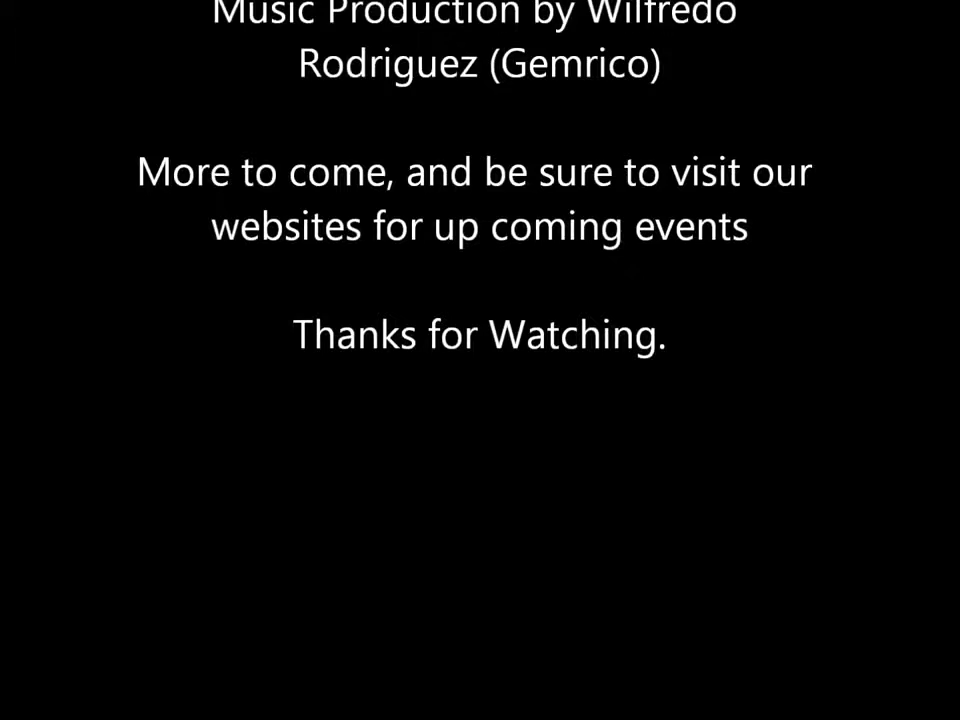 Music Production by Wilfredo
Rodriguez (Gemrico)
More to come, and be sure to visit our
websites for up coming events
Thanks for Watching.